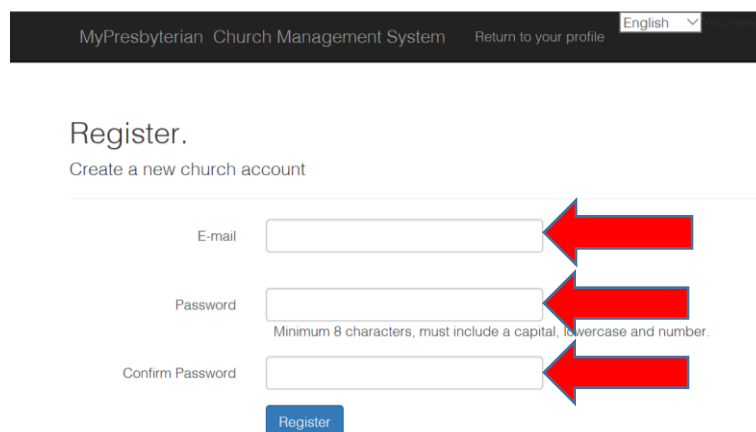 English
MyPresbyterian Church Management System Return to your profile
Register.
Create a new church account
E-mail
Password
Minimum 8 characters, must include a capital, lowercase and number.
Confirm Password
Register